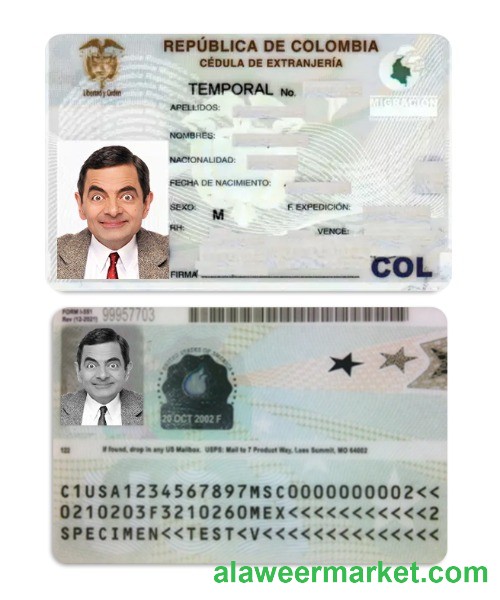 REPÚBLICA DE COLOMBIA
CÉDULA DE EXTRANJERÍA
Libertad y Orden
TEMPORAL No.
MIGRACIÓN
APELLIDOS:
NOMBRES:
NACIONALIDAD:
FECHA DE NACIMIENTO:
SEXO: M F. EXPEDICIÓN:
RH: VENCE:
FIRMA
COL
FORM I-551
Rev (12-2021)
99957703
UNITED STATES OF AMERICA
20 OCT 2002 F
If found, drop in any US Mailbox. USPS: Mail to 7 Product Way, Lees Summit, MO 64002
C1USA1234567897MSC0000000002<<
0210203F3210260MEX<<<<<<<<<<<2
SPECIMEN<<TEST<V<<<<<<<<<<<<<<
alaweermarket.com